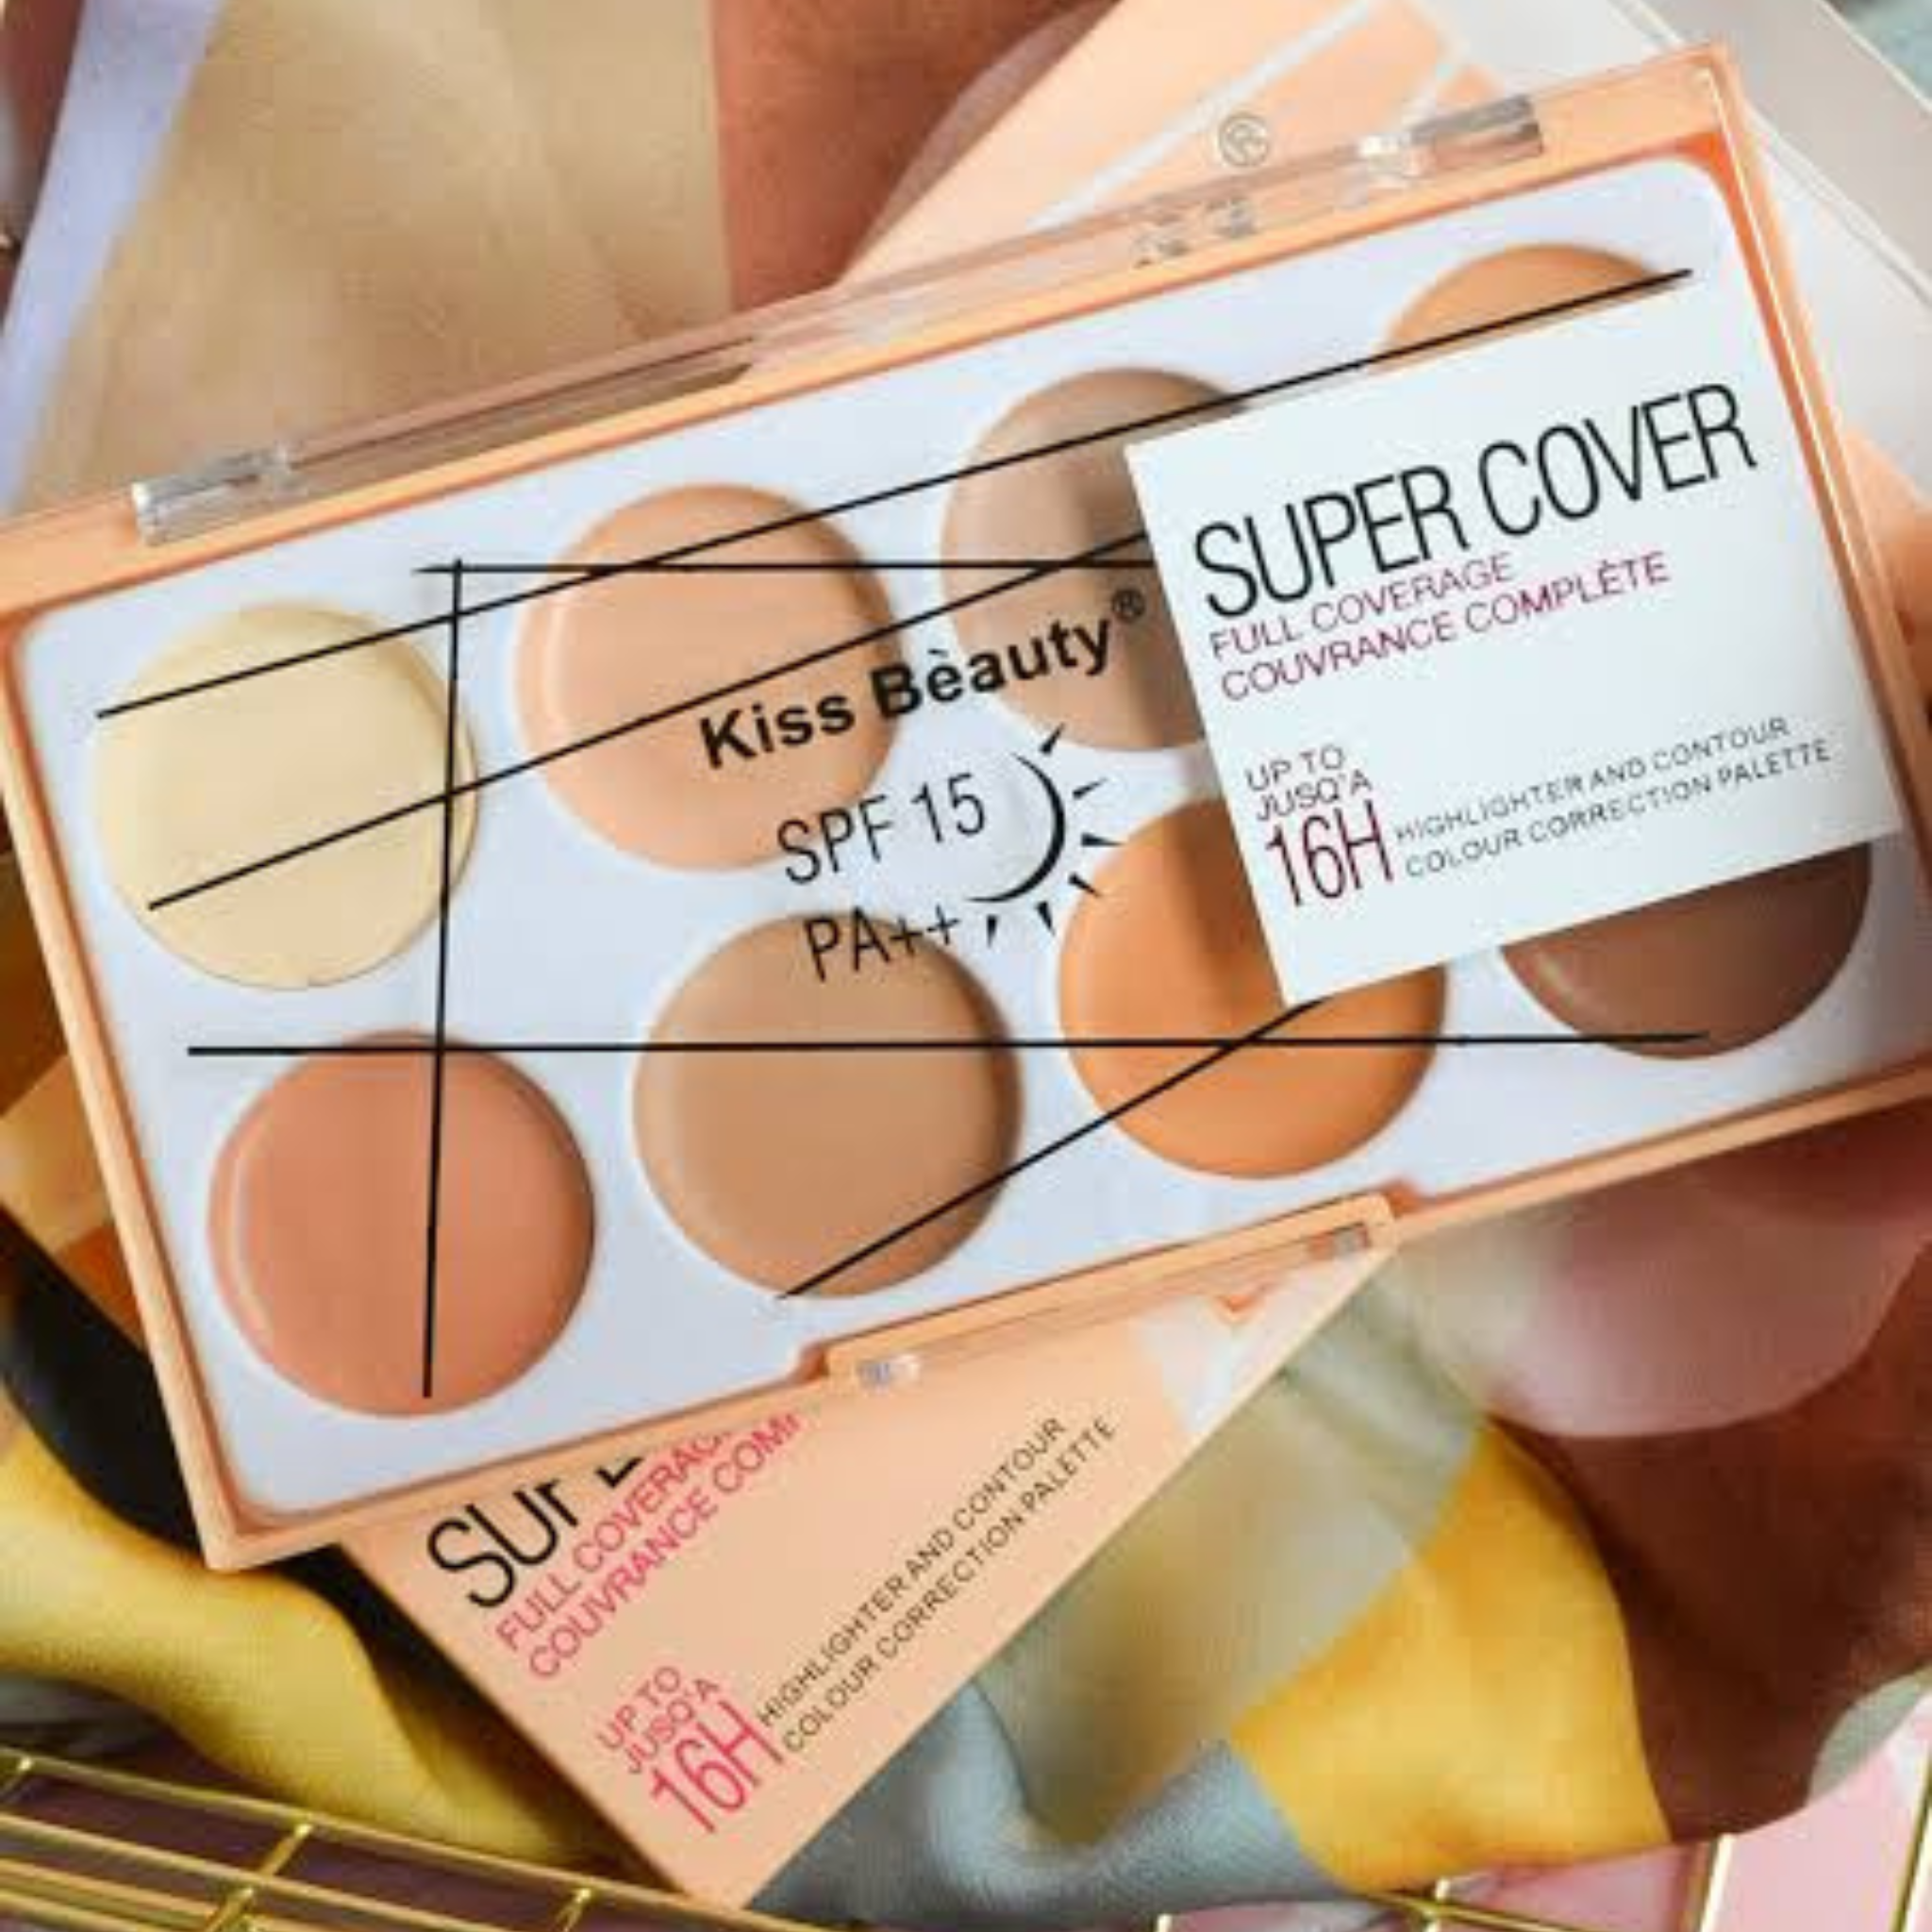 ®
Kiss Bèauty®
SPF 15
PA++
SUPER COVER
FULL COVERAGE
COUVRANCE COMPLÈTE
UP TO
JUSQ'A
16H
HIGHLIGHTER AND CONTOUR
COLOUR CORRECTION PALETTE
FULL
COUVRANCE
UP TO
JUSQ'A
16H
HIGHLIGHTER AND CONTOUR
COLOUR CORRECTION PALETTE